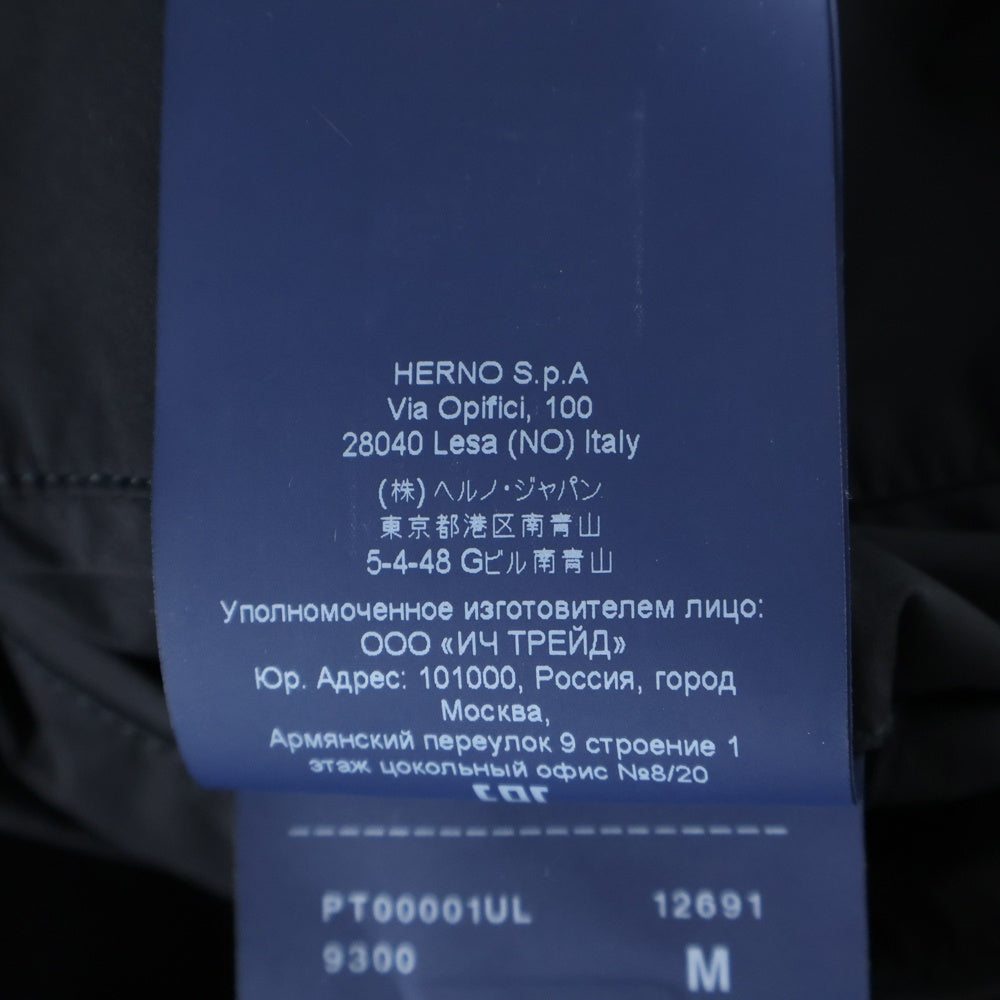 HERNO S.p.A
Via Opifici, 100
28040 Lesa (NO) Italy
(株)ヘルノ・ジャパン
東京都港区南青山
5-4-48 Gビル南青山
Уполномоченное изготовителем лицо:
ООО «ИЧ ТРЕЙД»
Юр. Адрес: 101000, Россия, город
Москва,
Армянский переулок 9 строение 1
этаж цокольный офис №8/20
PT00001UL 12691
9300 M